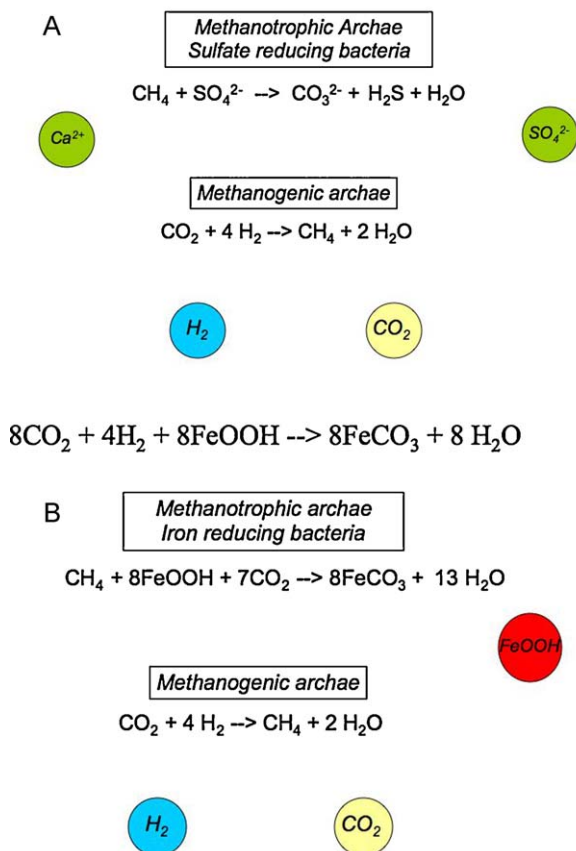 A
Methanotrophic Archae
Sulfate reducing bacteria
CH₄ + SO₄²⁻ --> CO₃²⁻ + H₂S + H₂O
Ca²⁺
SO₄²⁻
Methanogenic archae
CO₂ + 4 H₂ --> CH₄ + 2 H₂O
H₂
CO₂
8CO₂ + 4H₂ + 8FeOOH --> 8FeCO₃ + 8 H₂O
B
Methanotrophic archae
Iron reducing bacteria
CH₄ + 8FeOOH + 7CO₂ --> 8FeCO₃ + 13 H₂O
FeOOH
Methanogenic archae
CO₂ + 4 H₂ --> CH₄ + 2 H₂O
H₂
CO₂